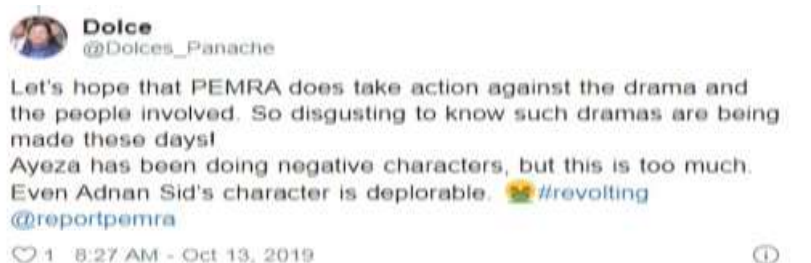 Dolce
@Dolces_Panache
Let's hope that PEMRA does take action against the drama and
the people involved. So disgusting to know such dramas are being
made these days!
Ayeza has been doing negative characters, but this is too much.
Even Adnan Sid's character is deplorable. #revolting
@reportpemra
1 8:27 AM - Oct 13, 2019